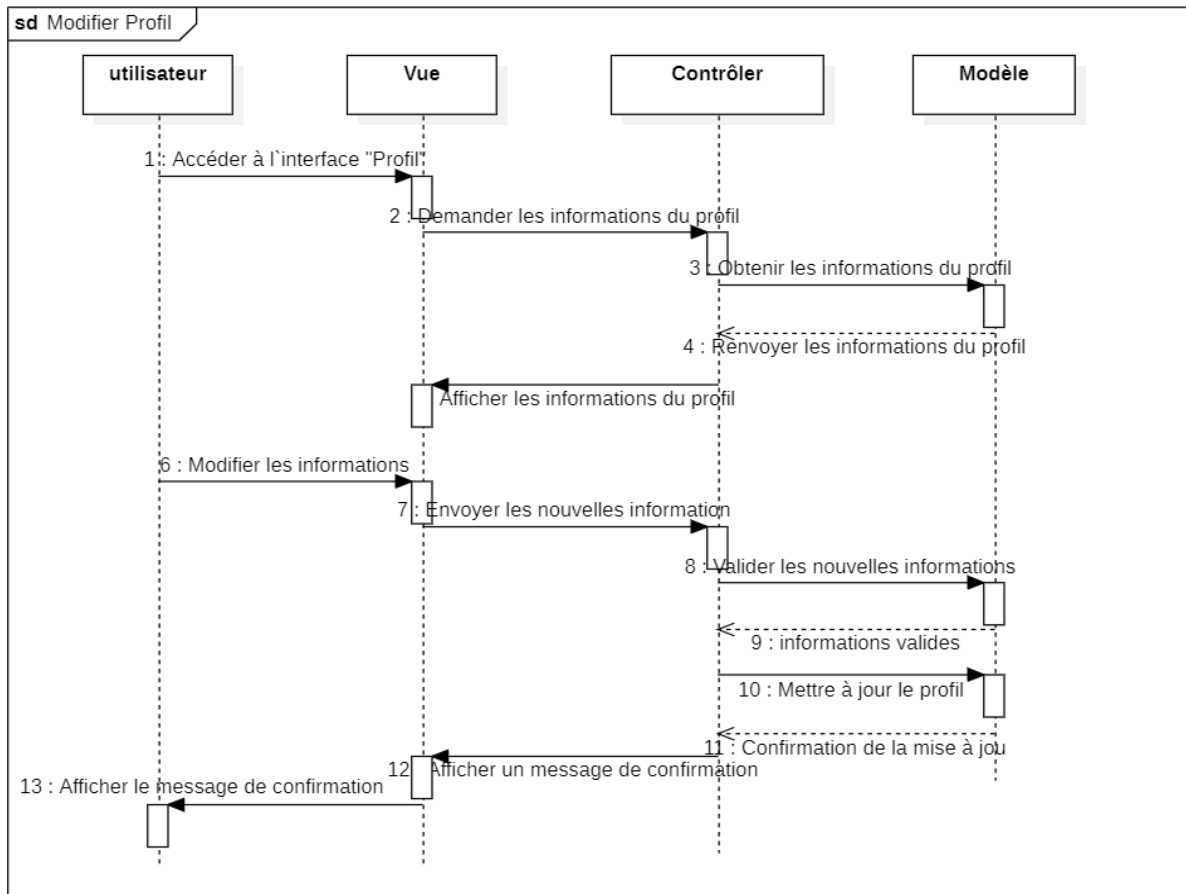 sd Modifier Profil
utilisateur
Vue
Contrôler
Modèle
1 : Accéder à l`interface "Profil"
2 : Demander les informations du profil
3 : Obtenir les informations du profil
4 : Renvoyer les informations du profil
Afficher les informations du profil
6 : Modifier les informations
7 : Envoyer les nouvelles information
8 : Valider les nouvelles informations
9 : informations valides
10 : Mettre à jour le profil
11 : Confirmation de la mise à jou
12 : Afficher un message de confirmation
13 : Afficher le message de confirmation